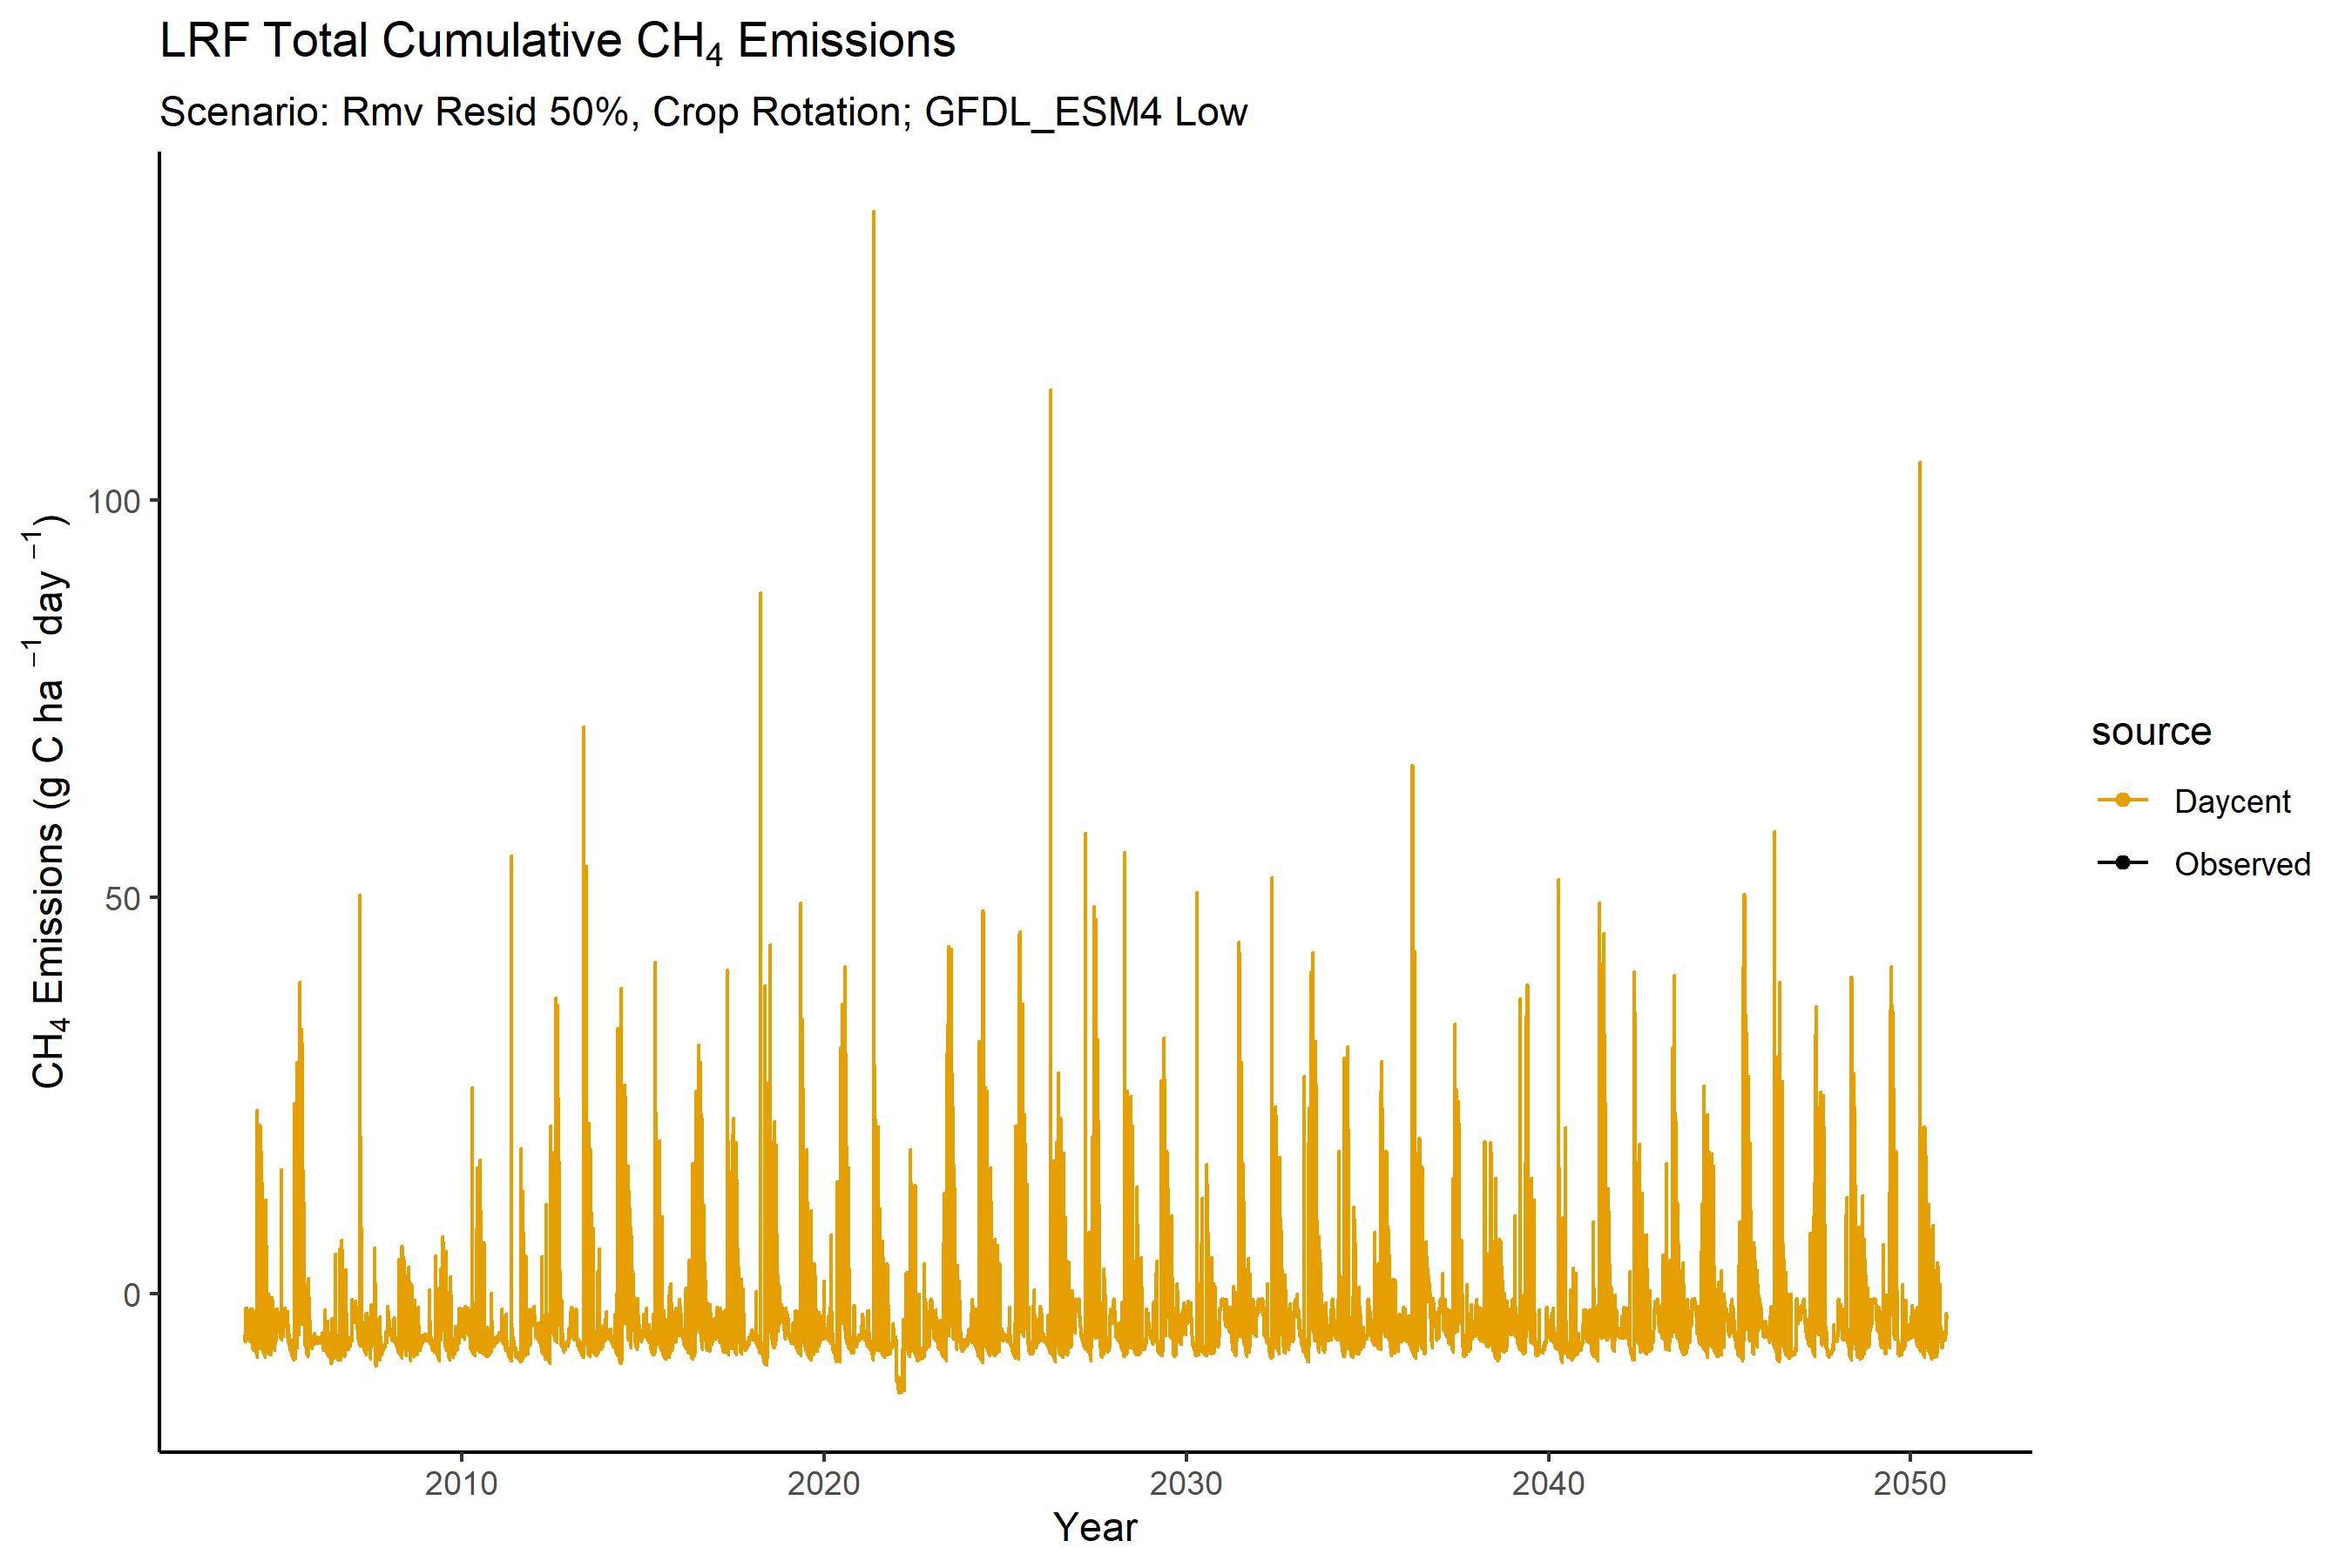 LRF Total Cumulative CH₄ Emissions
Scenario: Rmv Resid 50%, Crop Rotation; GFDL_ESM4 Low
CH₄ Emissions (g C ha ⁻¹day ⁻¹)
100
50
0
2010
2020
2030
2040
2050
Year
source
Daycent
Observed